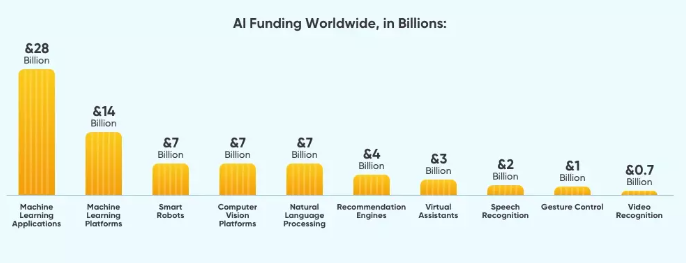 AI Funding Worldwide, in Billions:
&28
Billion
&14
Billion
&7
Billion
&7
Billion
&7
Billion
&4
Billion
&3
Billion
&2
Billion
&1
Billion
&0.7
Billion
Machine
Learning
Applications
Machine
Learning
Platforms
Smart
Robots
Computer
Vision
Platforms
Natural
Language
Processing
Recommendation
Engines
Virtual
Assistants
Speech
Recognition
Gesture Control
Video
Recognition